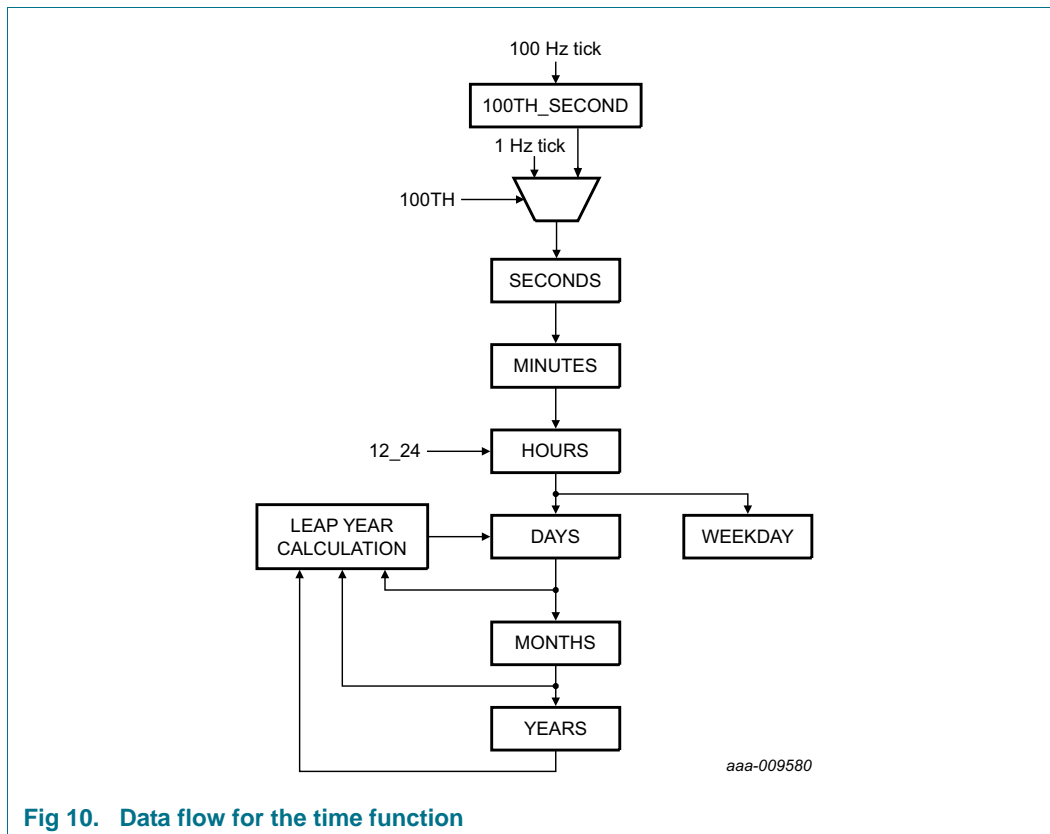 100 Hz tick
100TH_SECOND
1 Hz tick
100TH
SECONDS
MINUTES
12_24
HOURS
LEAP YEAR
CALCULATION
DAYS
WEEKDAY
MONTHS
YEARS
aaa-009580
Fig 10. Data flow for the time function